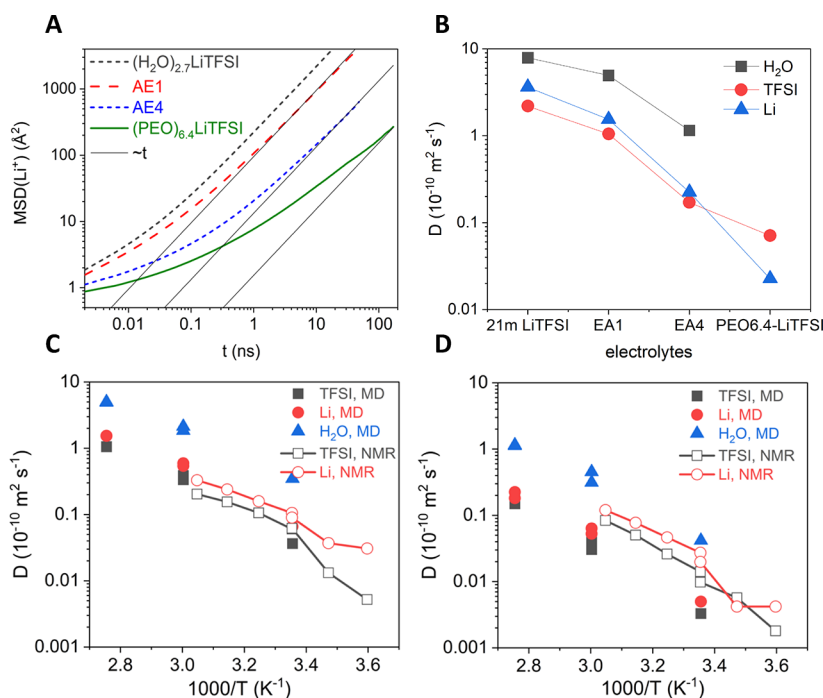 A
MSD(Li⁺) (Å²)
1000
100
10
1
(H₂O)₂.₇LiTFSI
AE1
AE4
(PEO)₆.₄LiTFSI
~t
0.01
0.1
1
10
100
t (ns)
B
D (10⁻¹⁰ m² s⁻¹)
10
1
0.1
0.01
H₂O
TFSI
Li
21m LiTFSI
EA1
EA4
PEO6.4-LiTFSI
electrolytes
C
D (10⁻¹⁰ m² s⁻¹)
10
1
0.1
0.01
0.001
TFSI, MD
Li, MD
H₂O, MD
TFSI, NMR
Li, NMR
2.8
3.0
3.2
3.4
3.6
1000/T (K⁻¹)
D
D (10⁻¹⁰ m² s⁻¹)
10
1
0.1
0.01
0.001
TFSI, MD
Li, MD
H₂O, MD
TFSI, NMR
Li, NMR
2.8
3.0
3.2
3.4
3.6
1000/T (K⁻¹)